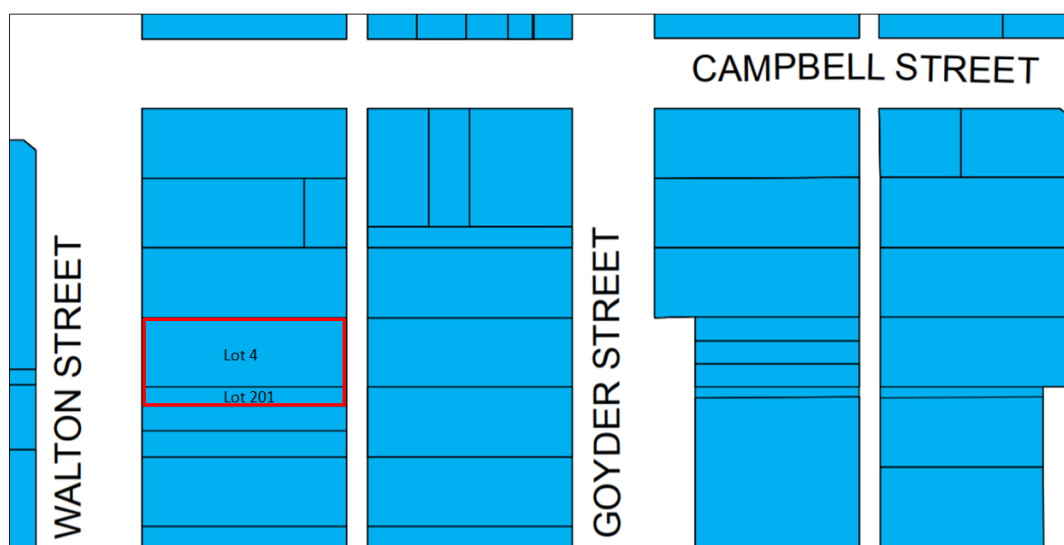 CAMPBELL STREET
WALTON STREET
GOYDER STREET
Lot 4
Lot 201